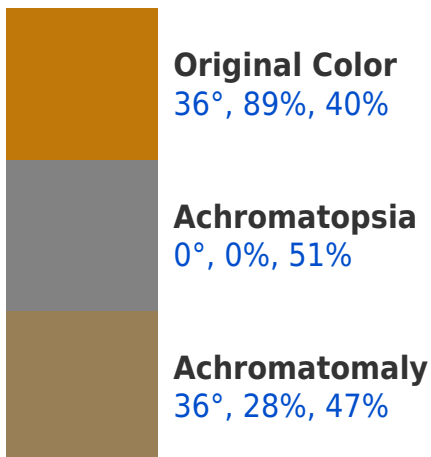 Original Color
36°, 89%, 40%
Achromatopsia
0°, 0%, 51%
Achromatomaly
36°, 28%, 47%